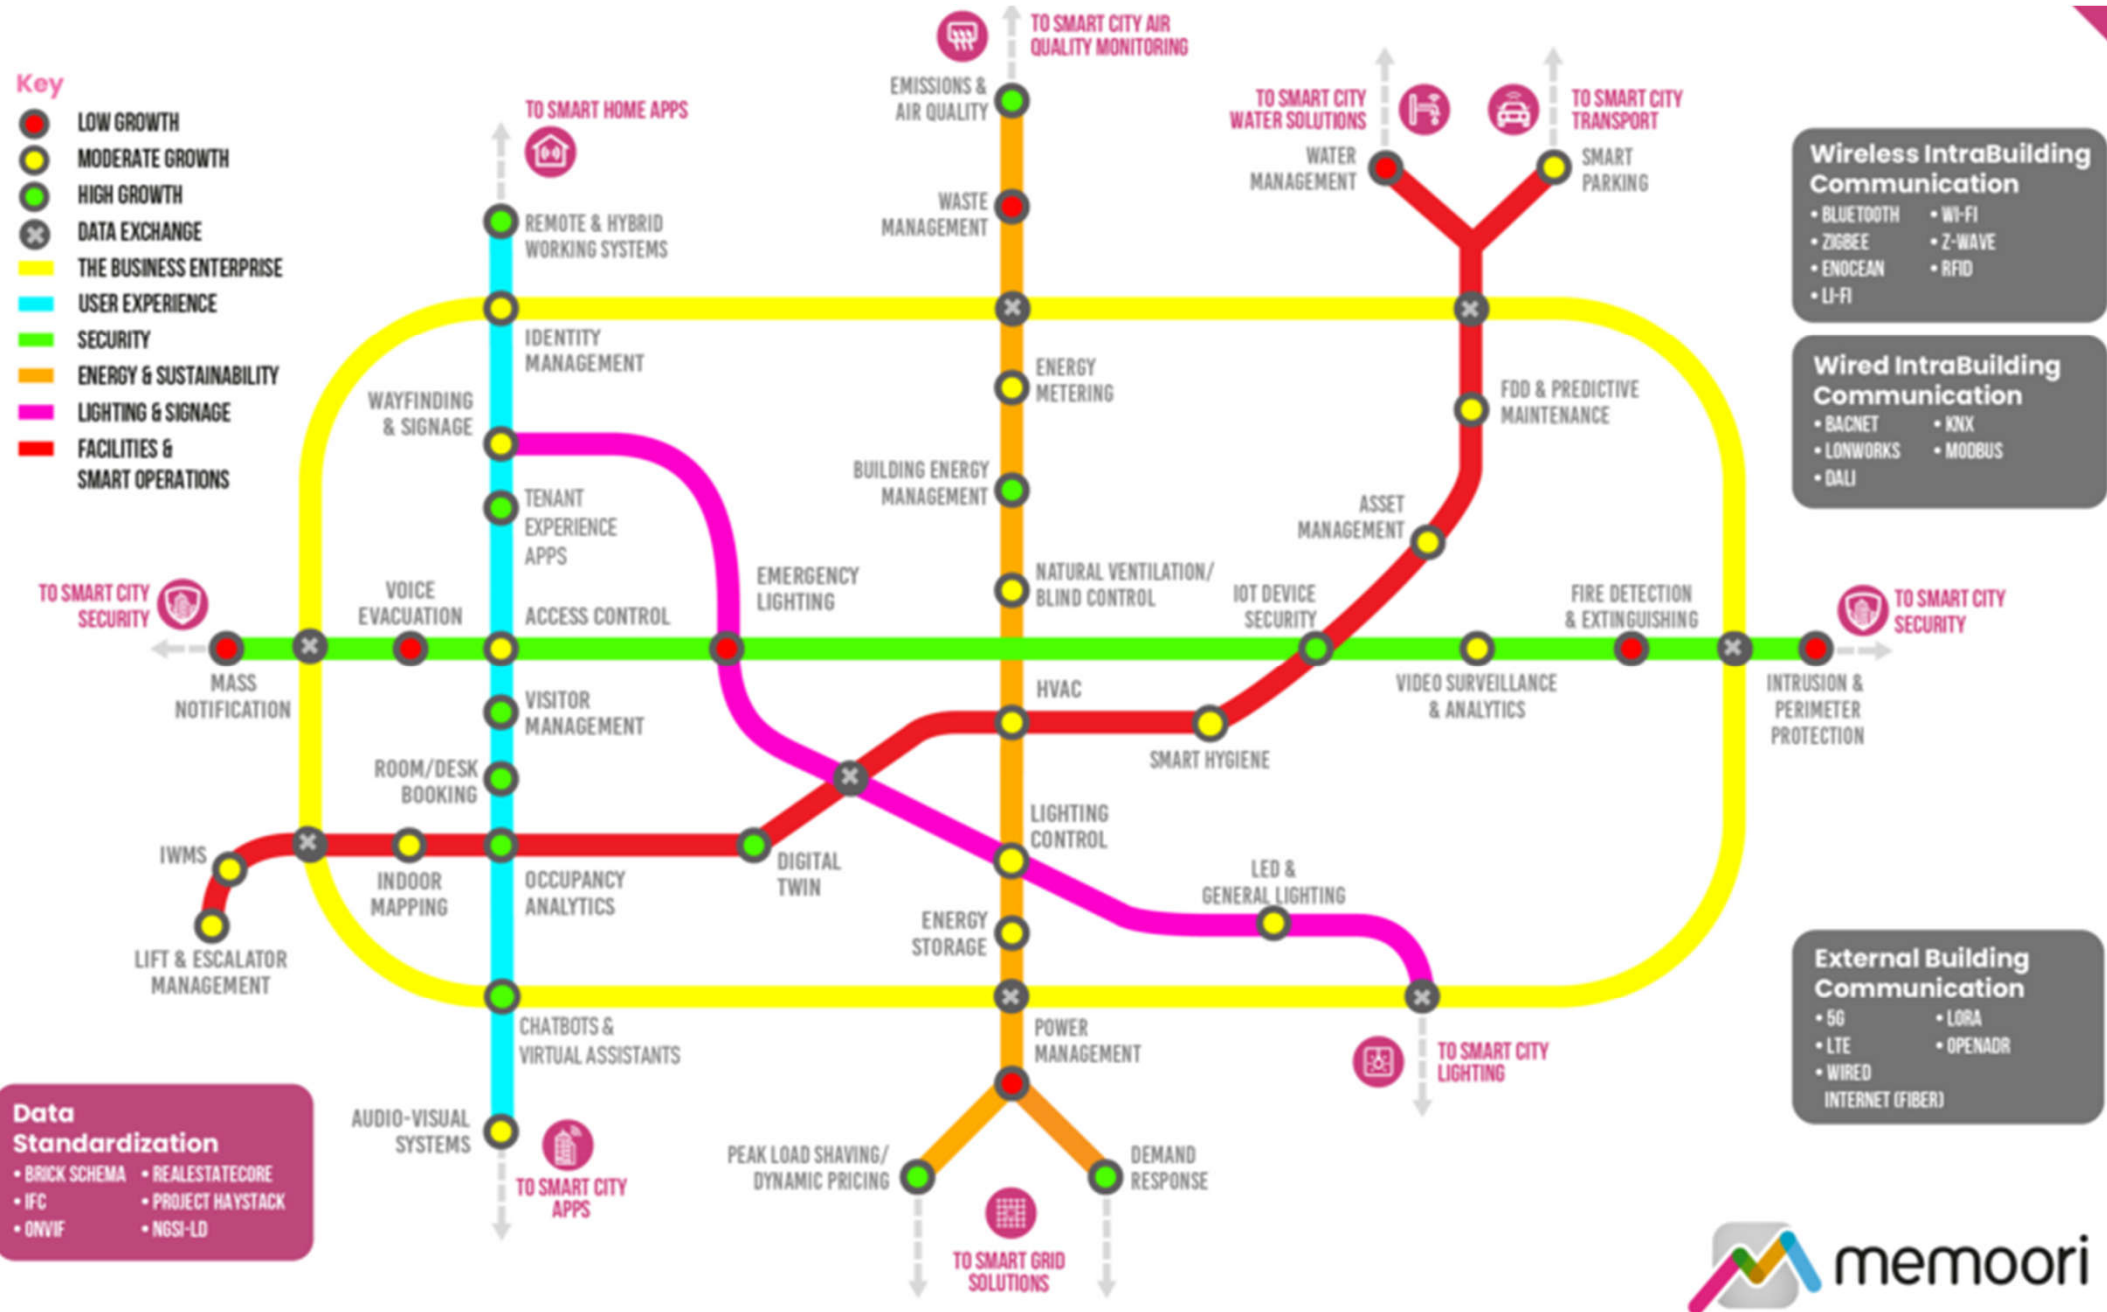 Key
LOW GROWTH
MODERATE GROWTH
HIGH GROWTH
DATA EXCHANGE
THE BUSINESS ENTERPRISE
USER EXPERIENCE
SECURITY
ENERGY & SUSTAINABILITY
LIGHTING & SIGNAGE
FACILITIES &
SMART OPERATIONS
TO SMART HOME APPS
REMOTE & HYBRID
WORKING SYSTEMS
IDENTITY
MANAGEMENT
WAYFINDING
& SIGNAGE
TENANT
EXPERIENCE
APPS
TO SMART CITY
SECURITY
MASS
NOTIFICATION
VOICE
EVACUATION
ACCESS CONTROL
EMERGENCY
LIGHTING
VISITOR
MANAGEMENT
ROOM/DESK
BOOKING
IWMS
LIFT & ESCALATOR
MANAGEMENT
INDOOR
MAPPING
OCCUPANCY
ANALYTICS
DIGITAL
TWIN
CHATBOTS &
VIRTUAL ASSISTANTS
AUDIO-VISUAL
SYSTEMS
TO SMART CITY
APPS
TO SMART CITY AIR
QUALITY MONITORING
EMISSIONS &
AIR QUALITY
WASTE
MANAGEMENT
ENERGY
METERING
BUILDING ENERGY
MANAGEMENT
NATURAL VENTILATION/
BLIND CONTROL
HVAC
LIGHTING
CONTROL
ENERGY
STORAGE
POWER
MANAGEMENT
PEAK LOAD SHAVING/
DYNAMIC PRICING
DEMAND
RESPONSE
TO SMART GRID
SOLUTIONS
TO SMART CITY
WATER SOLUTIONS
WATER
MANAGEMENT
TO SMART CITY
TRANSPORT
SMART
PARKING
FDD & PREDICTIVE
MAINTENANCE
ASSET
MANAGEMENT
IOT DEVICE
SECURITY
FIRE DETECTION
& EXTINGUISHING
VIDEO SURVEILLANCE
& ANALYTICS
SMART HYGIENE
TO SMART CITY
SECURITY
INTRUSION &
PERIMETER
PROTECTION
LED &
GENERAL LIGHTING
TO SMART CITY
LIGHTING
Wireless IntraBuilding
Communication
• BLUETOOTH • WI-FI
• ZIGBEE • Z-WAVE
• ENOCEAN • RFID
• LI-FI
Wired IntraBuilding
Communication
• BACNET • KNX
• LONWORKS • MODBUS
• DALI
External Building
Communication
• 5G • LORA
• LTE • OPENADR
• WIRED
INTERNET (FIBER)
Data
Standardization
• BRICK SCHEMA • REALESTATECORE
• IFC • PROJECT HAYSTACK
• ONVIF • NGSI-LD
memoori